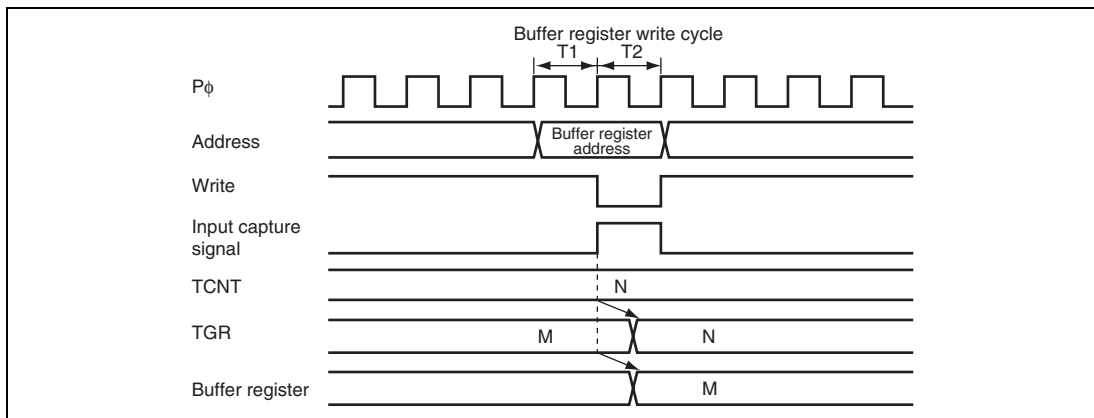 Buffer register write cycle
T1 T2
Pϕ
Address
Buffer register
address
Write
Input capture
signal
TCNT
N
TGR
M
N
Buffer register
M